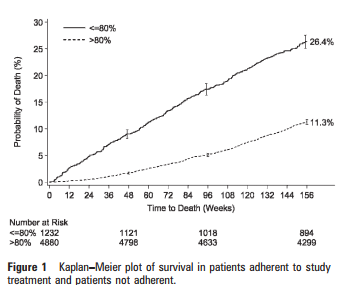 <=80%
>80%
Probability of Death (%)
30
25
20
15
10
5
0
26.4%
11.3%
0 12 24 36 48 60 72 84 96 108 120 132 144 156
Time to Death (Weeks)
Number at Risk
<=80% 1232 1121 1018 894
>80% 4880 4798 4633 4299
Figure 1 Kaplan–Meier plot of survival in patients adherent to study
treatment and patients not adherent.